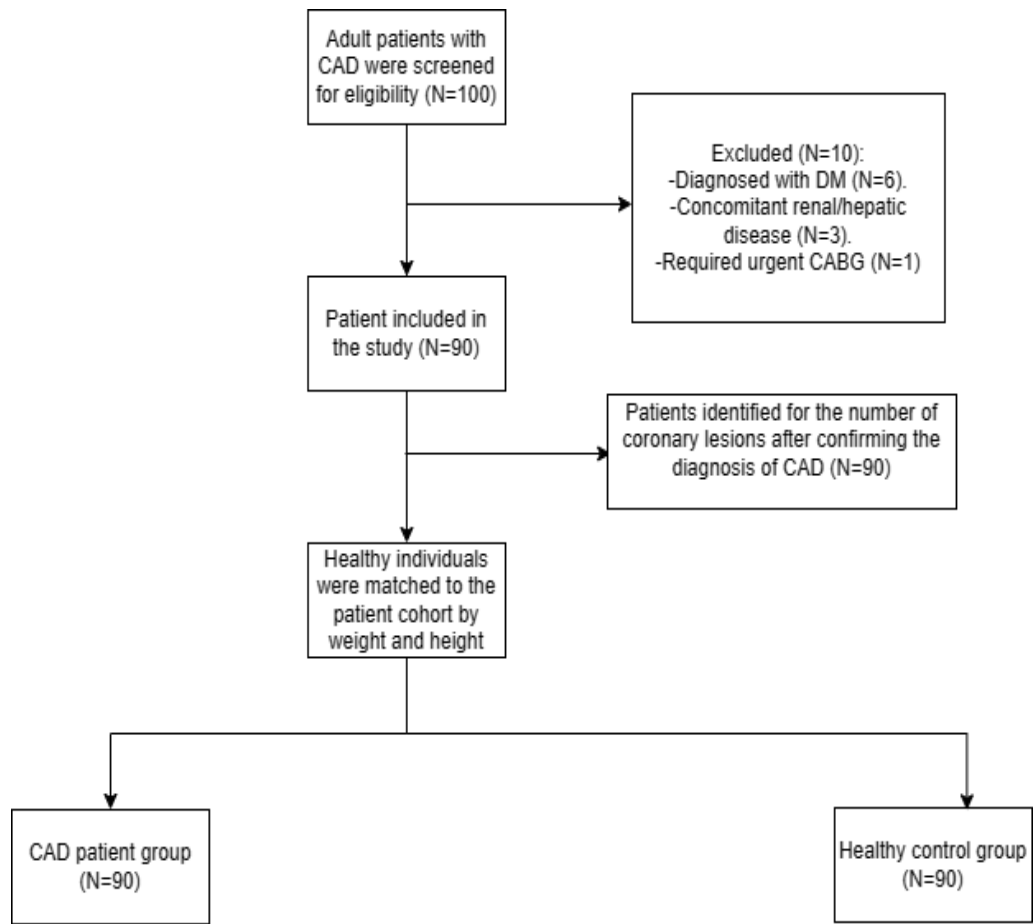 Adult patients with
CAD were screened
for eligibility (N=100)
Excluded (N=10):
-Diagnosed with DM (N=6).
-Concomitant renal/hepatic
disease (N=3).
-Required urgent CABG (N=1)
Patient included in
the study (N=90)
Patients identified for the number of
coronary lesions after confirming the
diagnosis of CAD (N=90)
Healthy individuals
were matched to the
patient cohort by
weight and height
CAD patient group
(N=90)
Healthy control group
(N=90)